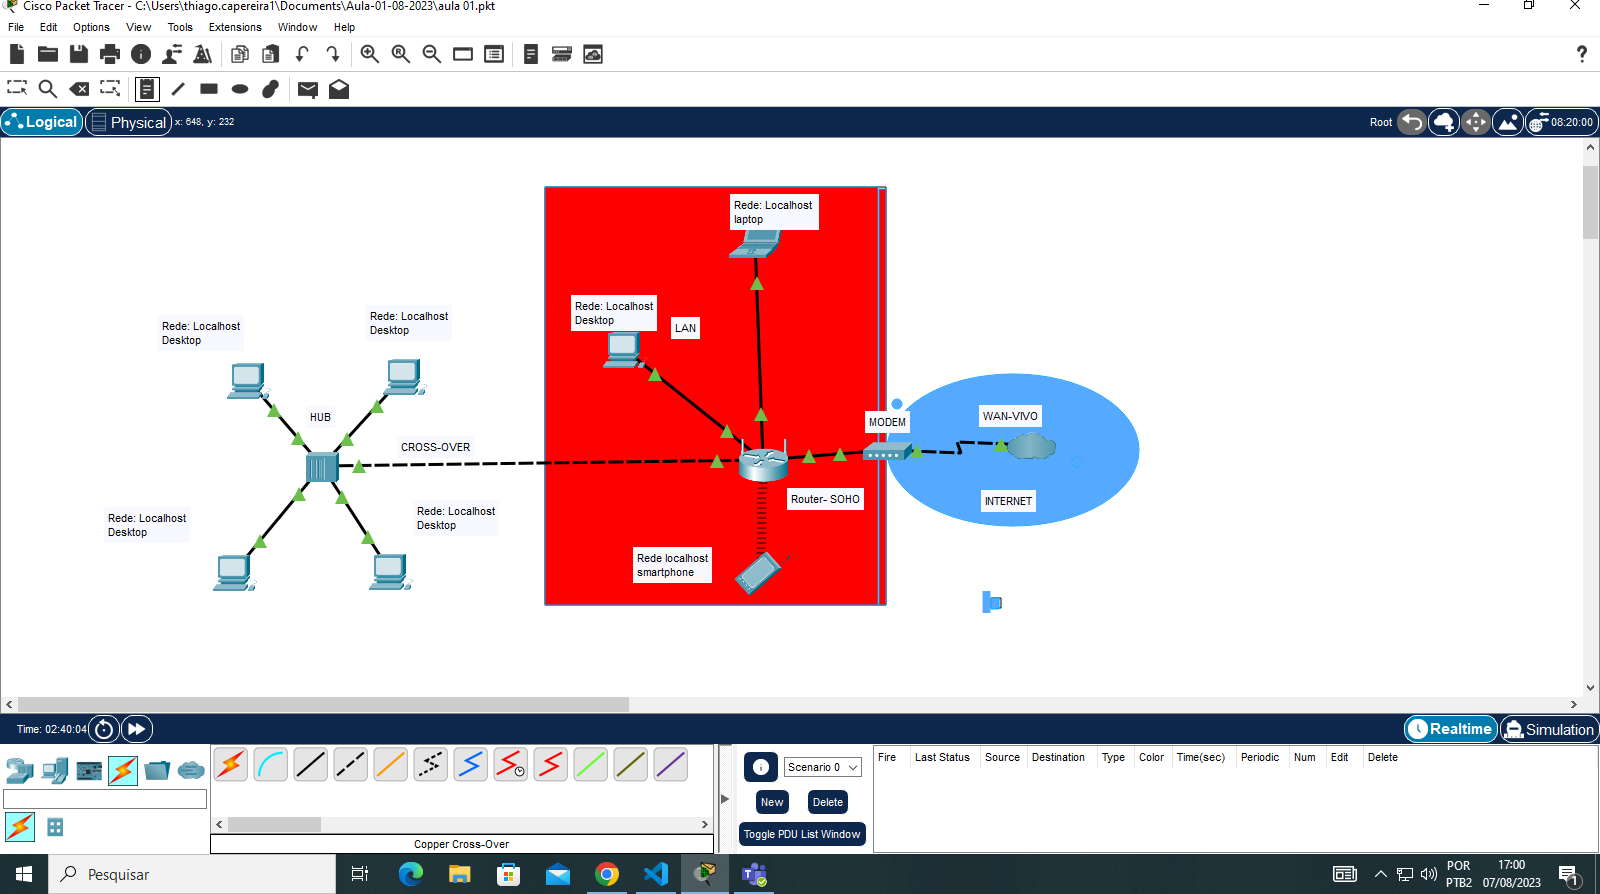 Cisco Packet Tracer - C:\Users\thiago.capereira1\Documents\Aula-01-08-2023\aula 01.pkt
File Edit Options View Tools Extensions Window Help
?
Logical Physical x: 648, y: 232 Root 08:20:00
Rede: Localhost
laptop
Rede: Localhost
Desktop
LAN
Rede: Localhost
Desktop
Rede: Localhost
Desktop
HUB
CROSS-OVER
MODEM
WAN-VIVO
INTERNET
Router- SOHO
Rede: Localhost
Desktop
Rede: Localhost
Desktop
Rede localhost
smartphone
Time: 02:40:04
Realtime Simulation
Scenario 0
New Delete
Toggle PDU List Window
Fire Last Status Source Destination Type Color Time(sec) Periodic Num Edit Delete
Copper Cross-Over
Pesquisar
POR
PTB2
17:00
07/08/2023
1